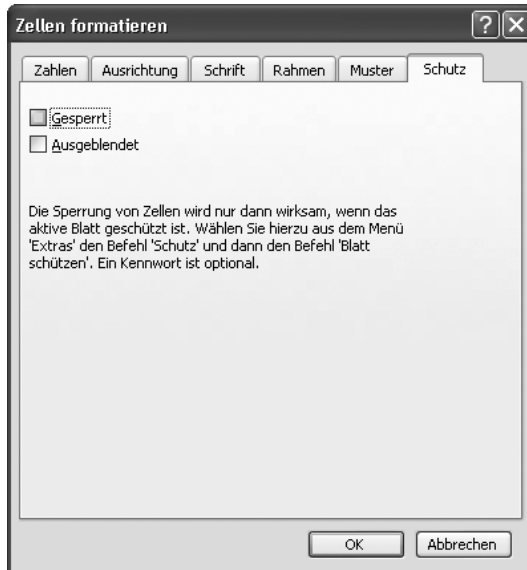 Zellen formatieren
Zahlen Ausrichtung Schrift Rahmen Muster Schutz
Gesperrt
Ausgeblendet
Die Sperrung von Zellen wird nur dann wirksam, wenn das
aktive Blatt geschützt ist. Wählen Sie hierzu aus dem Menü
'Extras' den Befehl 'Schutz' und dann den Befehl 'Blatt
schützen'. Ein Kennwort ist optional.
OK Abbrechen